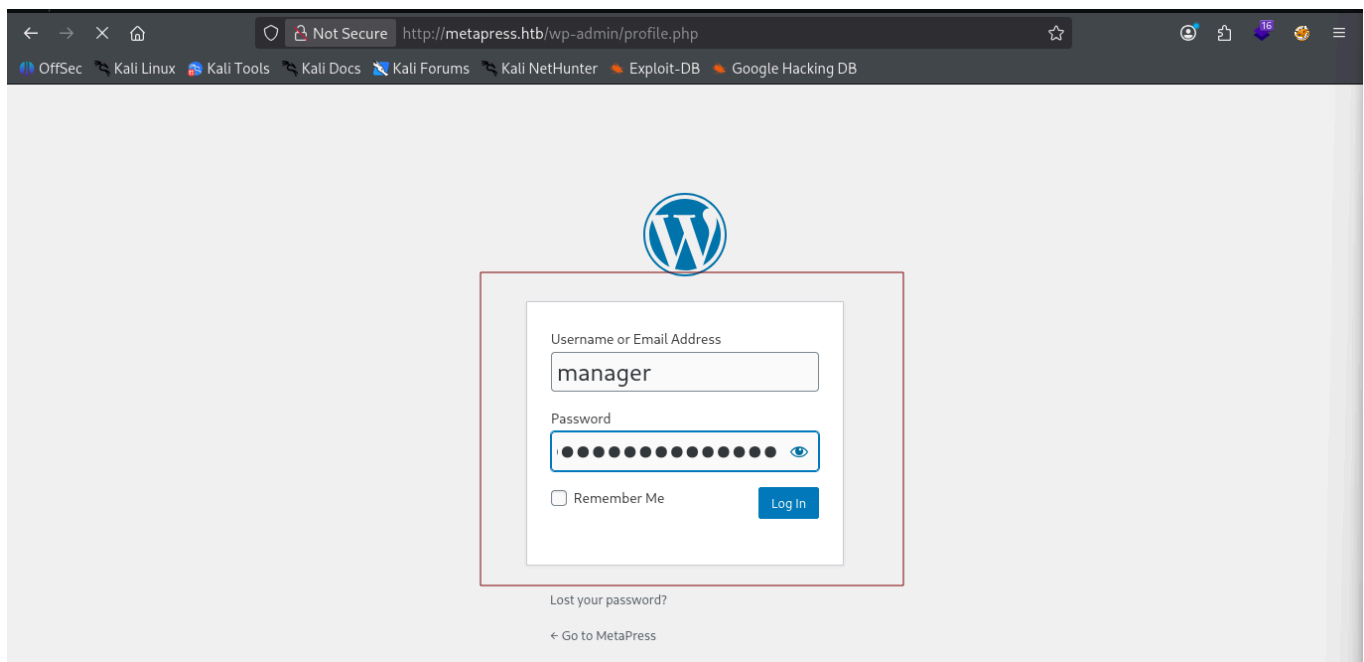 Not Secure http://metapress.htb/wp-admin/profile.php 16
OffSec Kali Linux Kali Tools Kali Docs Kali Forums Kali NetHunter Exploit-DB Google Hacking DB
Username or Email Address
manager
Password
Remember Me Log In
Lost your password?
← Go to MetaPress